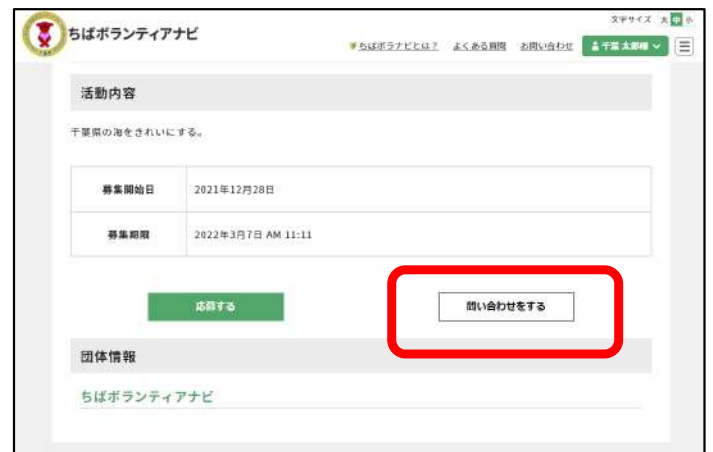 文字サイズ 大 中 小
ちばボランティアナビ
ちばボラナビとは? よくある質問 お問い合わせ 千葉 太郎様
活動内容
千葉県の海をきれいにする。
募集開始日 2021年12月28日
募集期限 2022年3月7日 AM 11:11
応募する 問い合わせをする
団体情報
ちばボランティアナビ